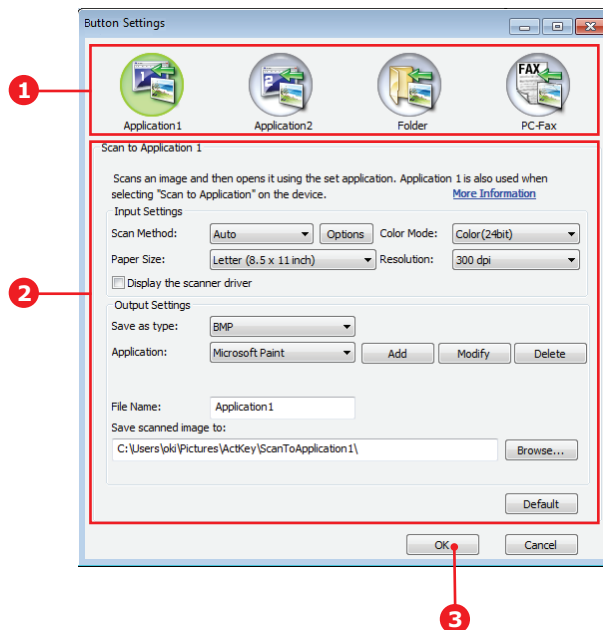 Button Settings
1
1
2
FAX
Application1
Application2
Folder
PC-Fax
Scan to Application 1
Scans an image and then opens it using the set application. Application 1 is also used when
selecting "Scan to Application" on the device.
More Information
Input Settings
Scan Method:
Auto
Options
Color Mode:
Color(24bit)
Paper Size:
Letter (8.5 x 11 inch)
Resolution:
300 dpi
Display the scanner driver
2
Output Settings
Save as type:
BMP
Application:
Microsoft Paint
Add
Modify
Delete
File Name:
Application1
Save scanned image to:
C:\Users\oki\Pictures\ActKey\ScanToApplication1\
Browse...
Default
OK
Cancel
3